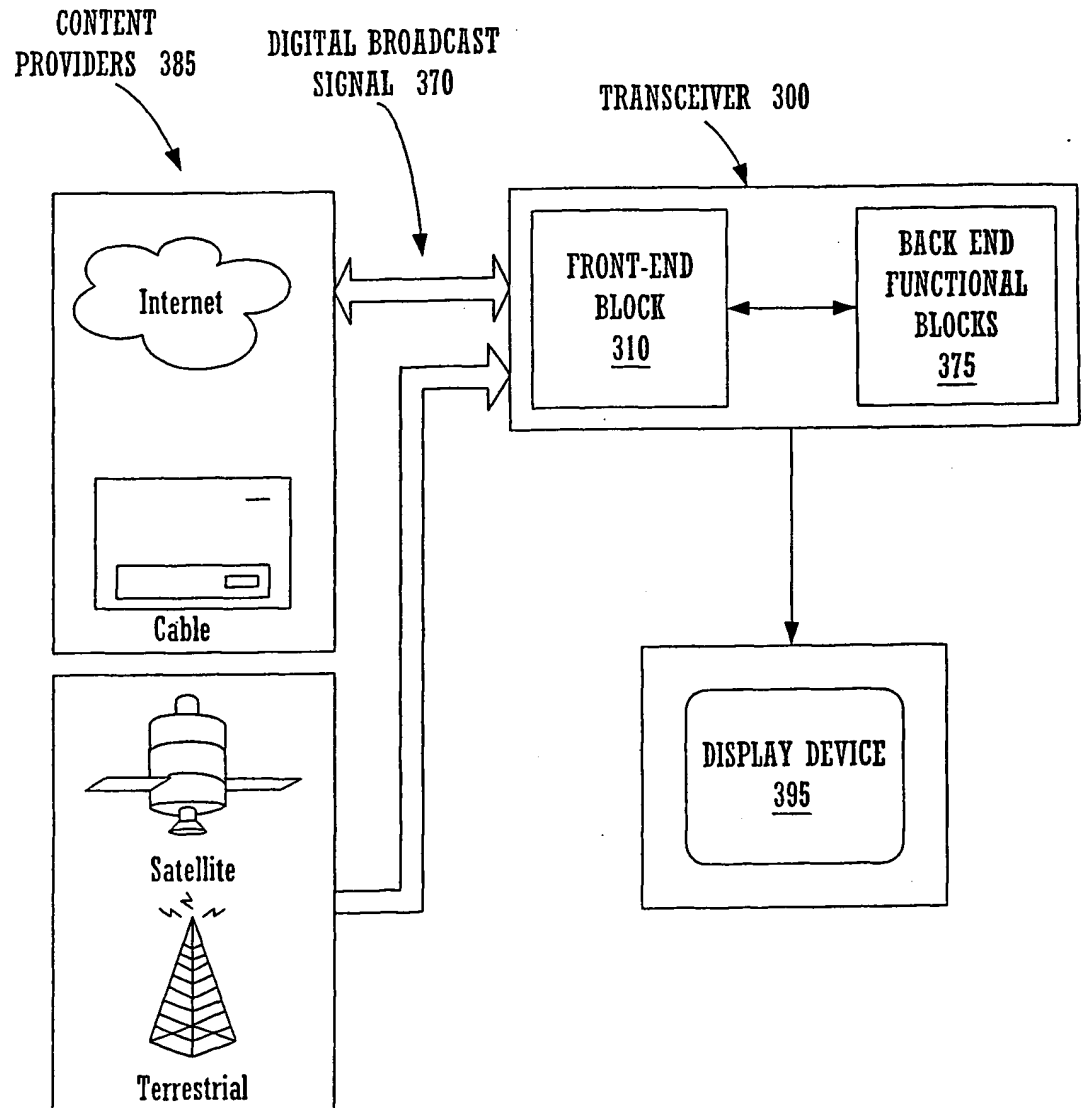 CONTENT
PROVIDERS 385
DIGITAL BROADCAST
SIGNAL 370
TRANSCEIVER 300
Internet
Cable
FRONT-END
BLOCK
310
BACK END
FUNCTIONAL
BLOCKS
375
DISPLAY DEVICE
395
Satellite
Terrestrial